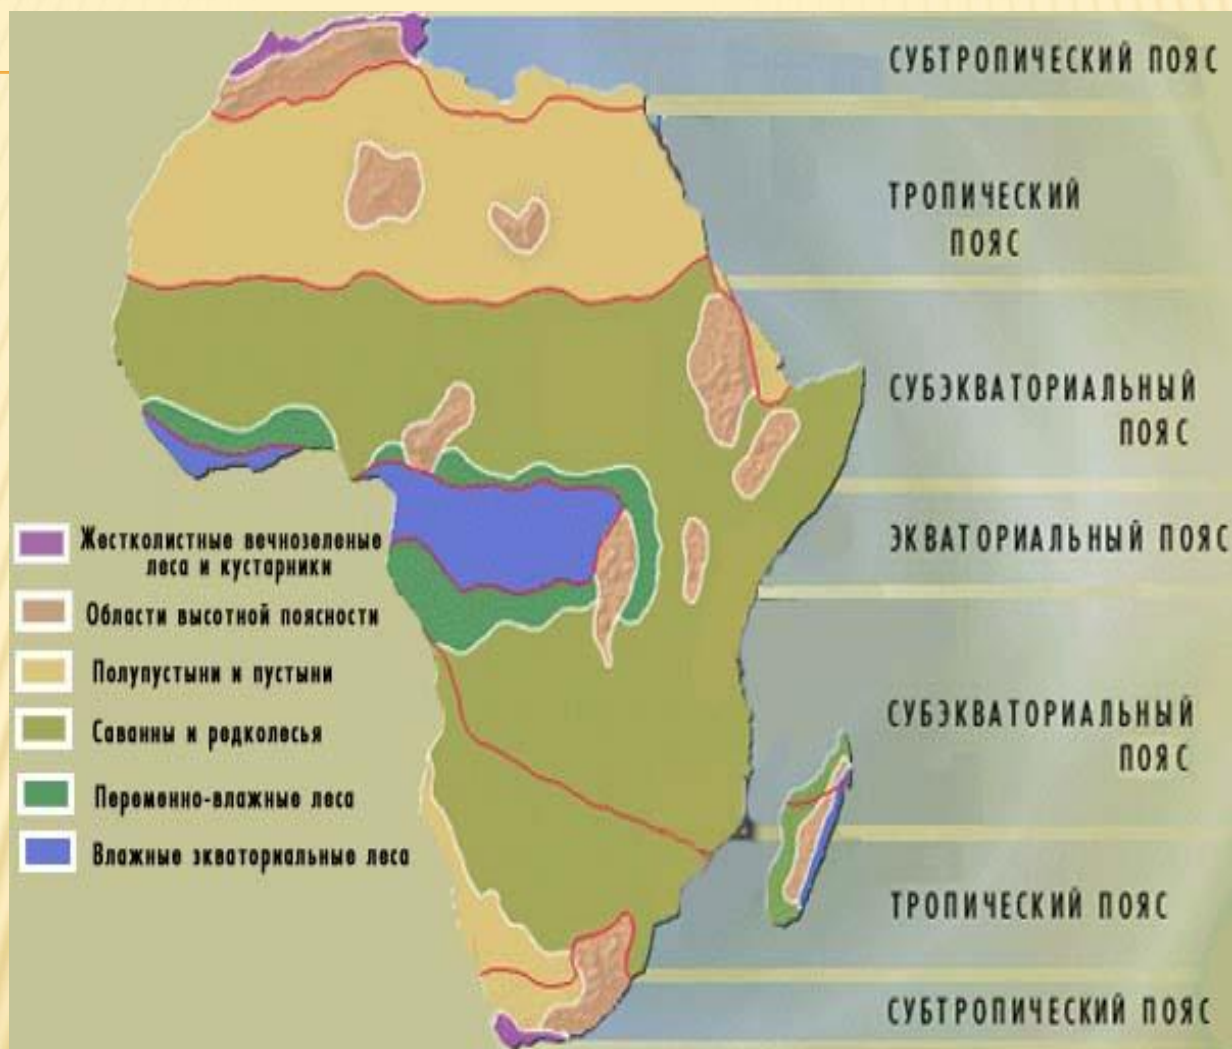 СУБТРОПИЧЕСКИЙ ПОЯС
ТРОПИЧЕСКИЙ
ПОЯС
СУБЭКВАТОРИАЛЬНЫЙ
ПОЯС
ЭКВАТОРИАЛЬНЫЙ ПОЯС
СУБЭКВАТОРИАЛЬНЫЙ
ПОЯС
ТРОПИЧЕСКИЙ ПОЯС
СУБТРОПИЧЕСКИЙ ПОЯС
Жестколистные вечнозеленые
леса и кустарники
Области высотной поясности
Полупустыни и пустыни
Саванны и редколесья
Переменно-влажные леса
Влажные экваториальные леса